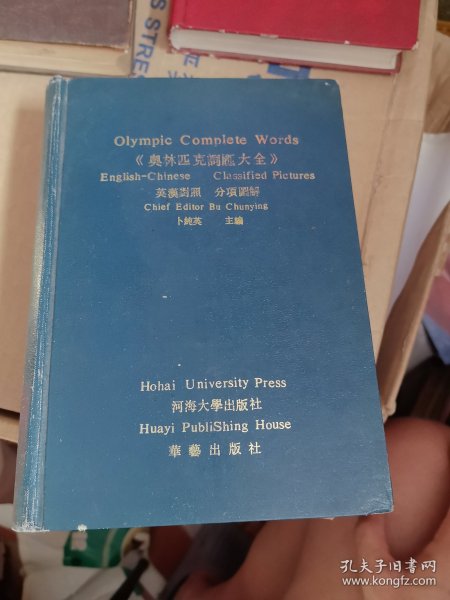 Olympic Complete Words
《奥林匹克詞匯大全》
English-Chinese Classified Pictures
英漢對照 分項圖解
Chief Editor Bu Chunying
卜純英 主編
Hohai University Press
河海大學出版社
Huayi PubliShing House
華藝出版社
STRE
孔夫子旧书网
www.kongfz.com